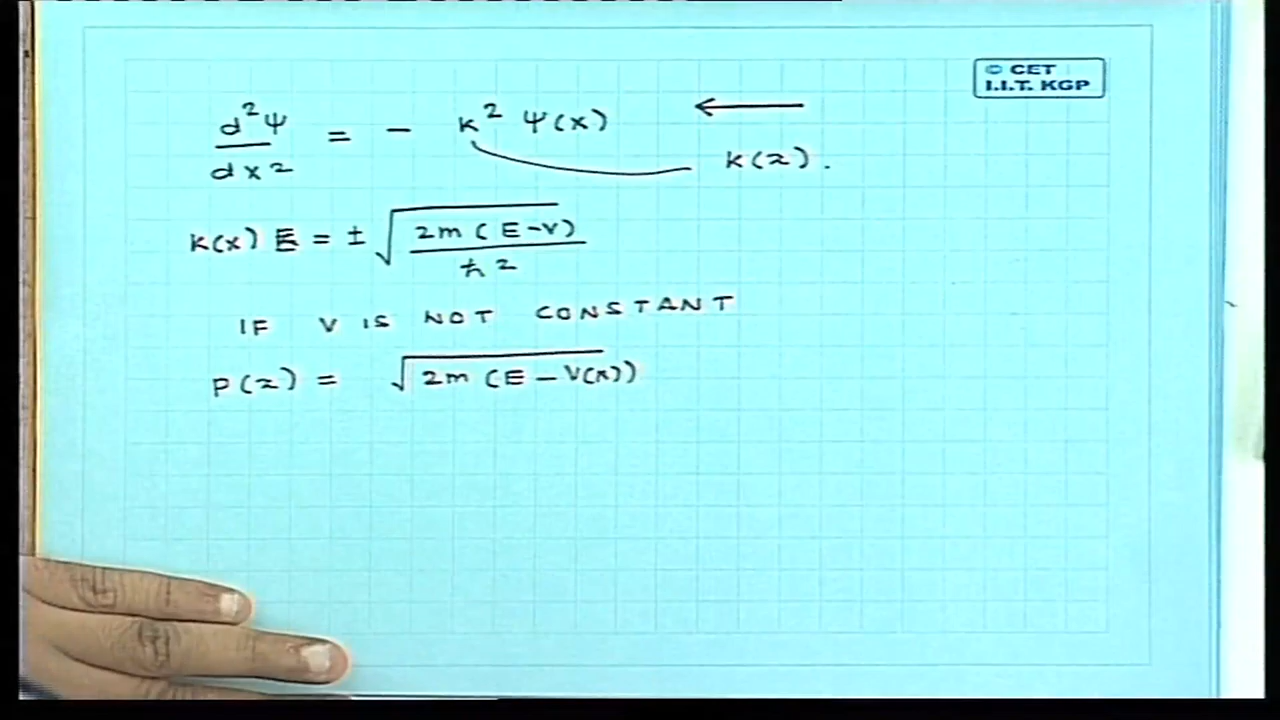 © CET
I.I.T. KGP
d²Ψ/dx² = − k² Ψ(x) ←
k(x).
k(x) = ± √(2m(E-V)/ℏ²)
IF V IS NOT CONSTANT
P(x) = √2m(E − V(x))